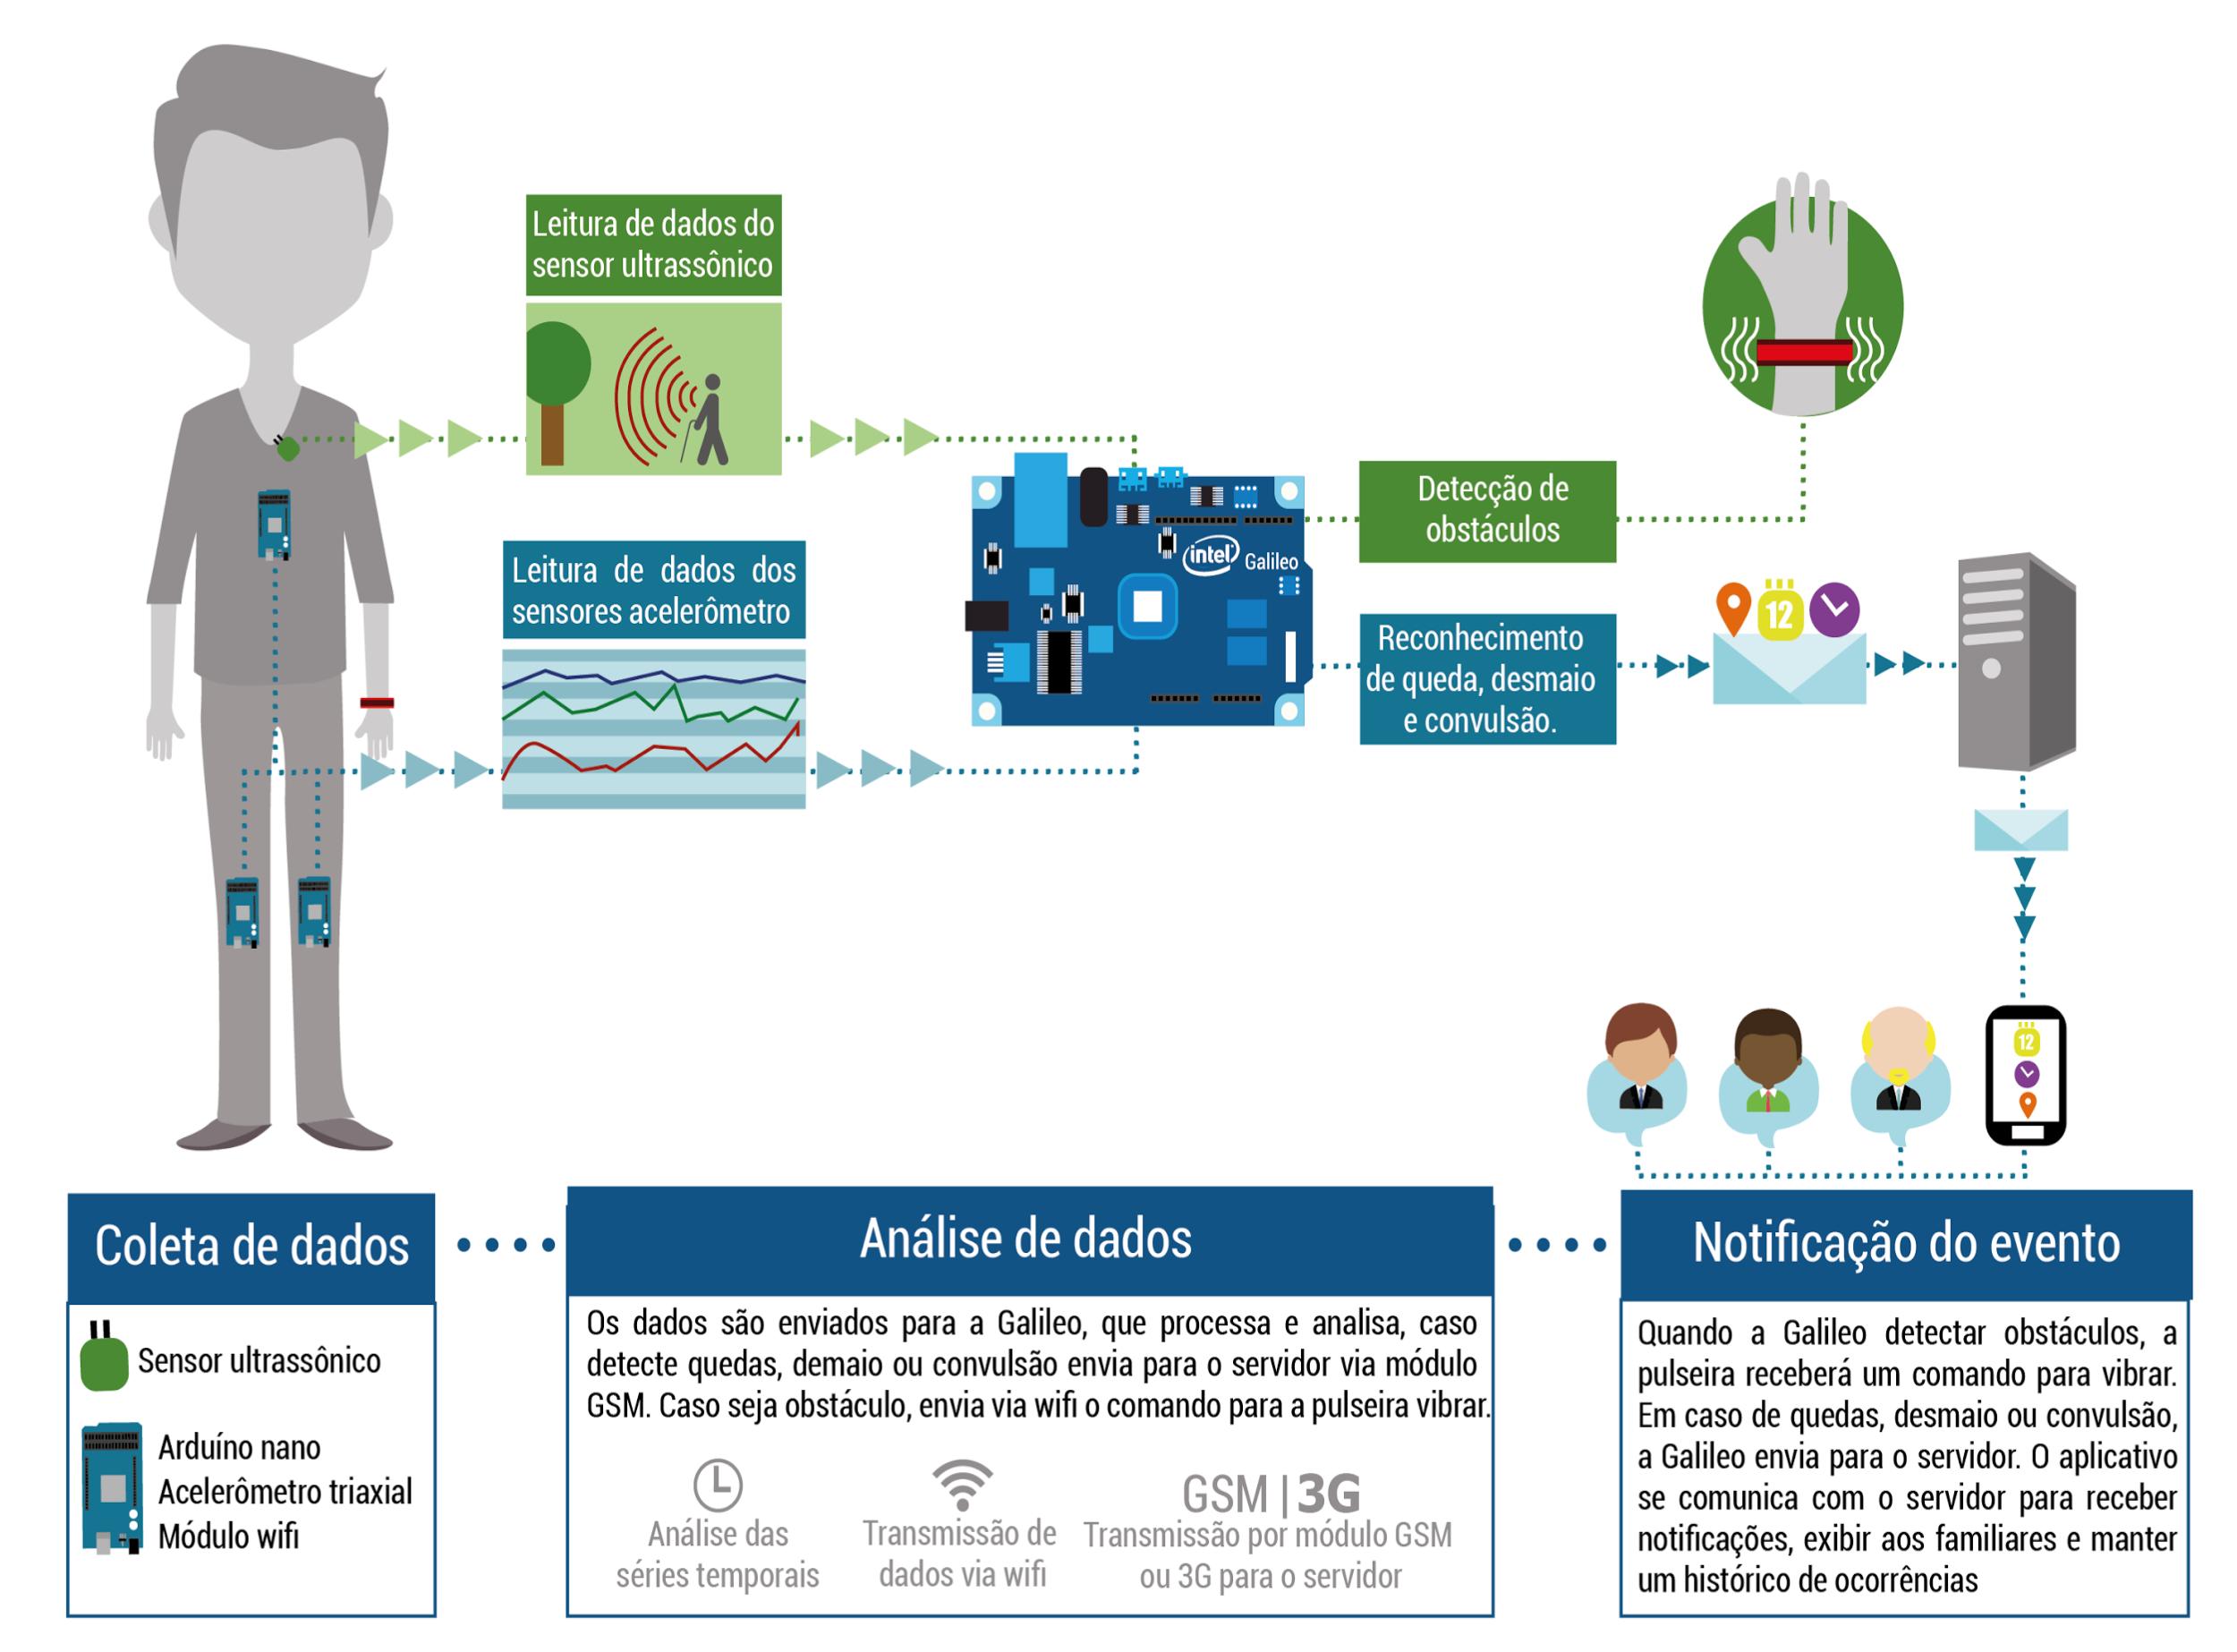 Leitura de dados do
sensor ultrassônico
Leitura de dados dos
sensores acelerômetro
intel
Galileo
Detecção de
obstáculos
Reconhecimento
de queda, desmaio
e convulsão.
12
12
Coleta de dados
Sensor ultrassônico
Arduíno nano
Acelerômetro triaxial
Módulo wifi
Análise de dados
Os dados são enviados para a Galileo, que processa e analisa, caso
detecte quedas, demaio ou convulsão envia para o servidor via módulo
GSM. Caso seja obstáculo, envia via wifi o comando para a pulseira vibrar.
Análise das
séries temporais
Transmissão de
dados via wifi
GSM | 3G
Transmissão por módulo GSM
ou 3G para o servidor
Notificação do evento
Quando a Galileo detectar obstáculos, a
pulseira receberá um comando para vibrar.
Em caso de quedas, desmaio ou convulsão,
a Galileo envia para o servidor. O aplicativo
se comunica com o servidor para receber
notificações, exibir aos familiares e manter
um histórico de ocorrências